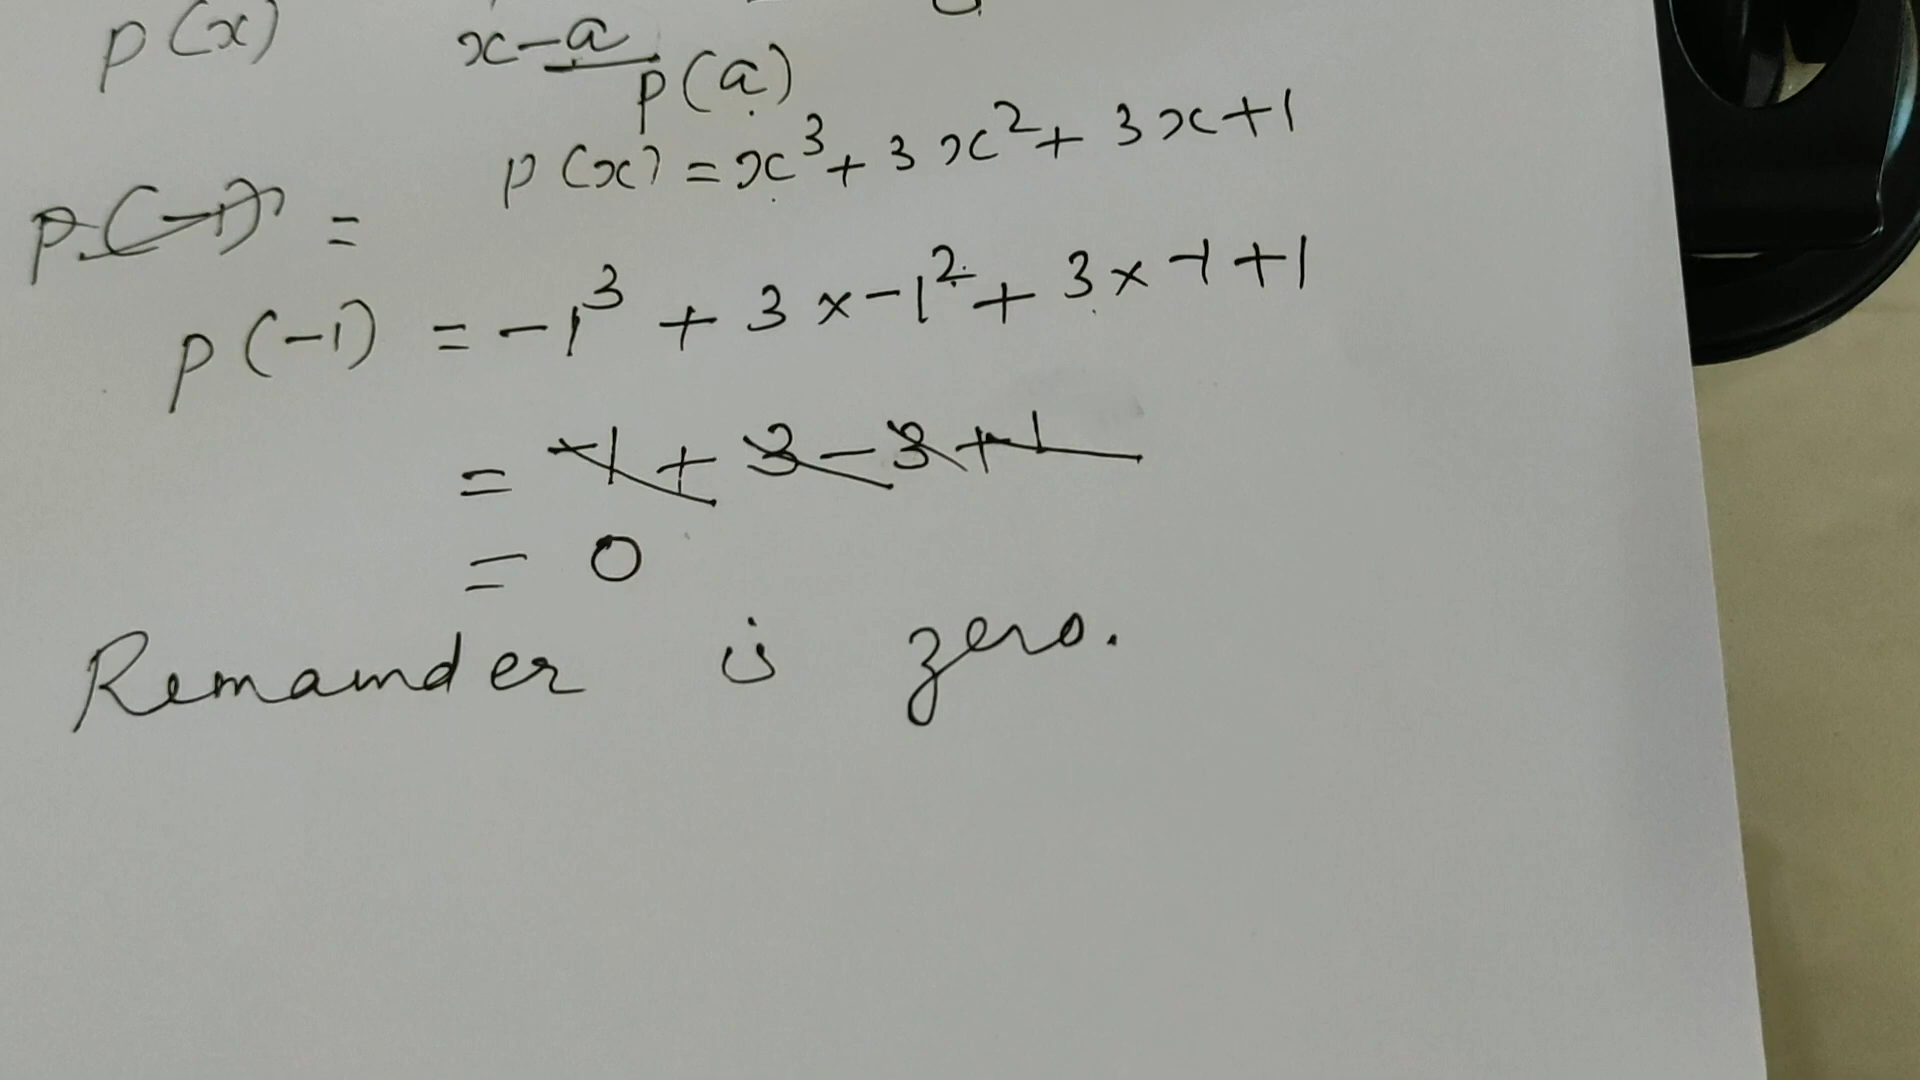 p(x) x-a
p(a)
p(x) = x³ + 3x² + 3x + 1
p(-1) =
p(-1) = -1³ + 3 × -1² + 3 × -1 + 1
= -1 + 3 - 3 + 1
= 0
Remainder is zero.